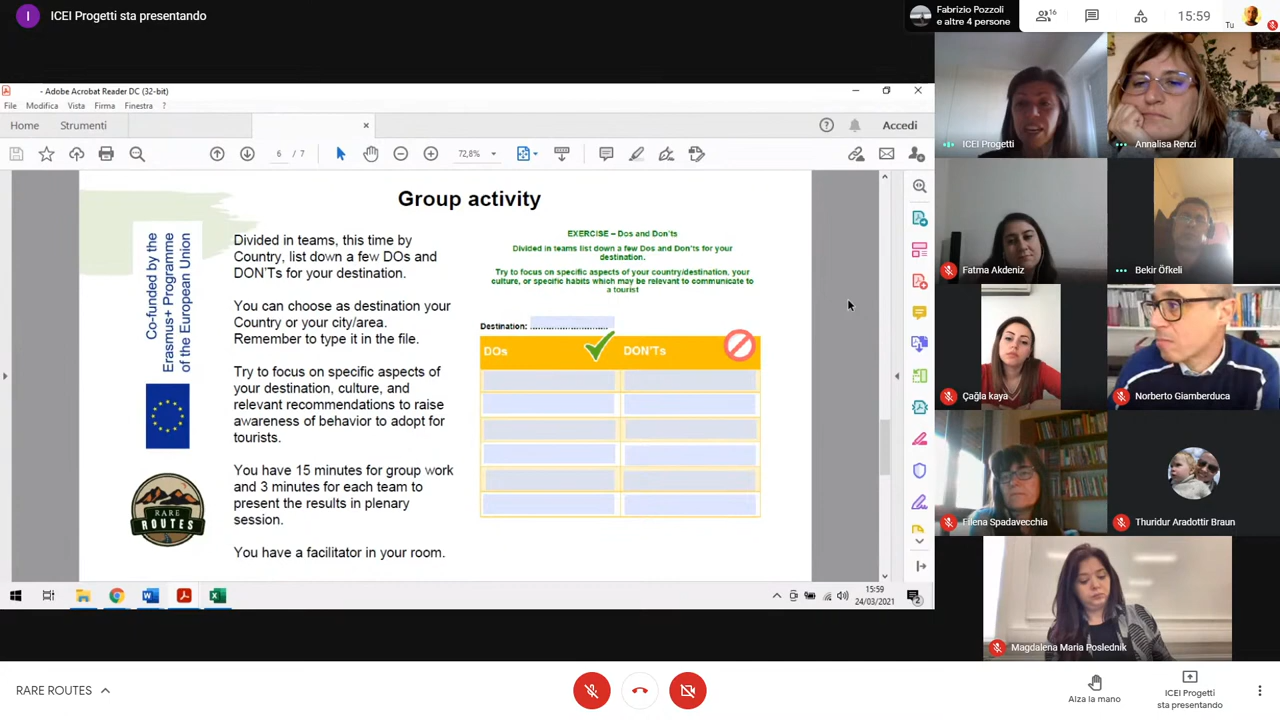 I
ICEI Progetti sta presentando
Fabrizio Pozzoli
e altre 4 persone
16
15:59
Tu
- Adobe Acrobat Reader DC (32-bit)
File Modifica Vista Firma Finestra ?
Home Strumenti
Accedi
6 / 7
72,8%
Group activity
Co-funded by the
Erasmus+ Programme
of the European Union
Divided in teams, this time by
Country, list down a few DOs and
DON'Ts for your destination.
You can choose as destination your
Country or your city/area.
Remember to type it in the file.
Try to focus on specific aspects of
your destination, culture, and
relevant recommendations to raise
awareness of behavior to adopt for
tourists.
You have 15 minutes for group work
and 3 minutes for each team to
present the results in plenary
session.
You have a facilitator in your room.
RARE
ROUTES
EXERCISE – Dos and Don'ts
Divided in teams list down a few Dos and Don'ts for your
destination.
Try to focus on specific aspects of your country/destination, your
culture, or specific habits which may be relevant to communicate to
a tourist
Destination:
DOs DON'Ts
15:59
24/03/2021
2
ICEI Progetti
Annalisa Renzi
Fatma Akdeniz
Bekir Öfkeli
Çağla kaya
Norberto Giamberduca
Filena Spadavecchia
Thuridur Aradottir Braun
Magdalena Maria Poslednik
RARE ROUTES
Alza la mano
ICEI Progetti
sta presentando